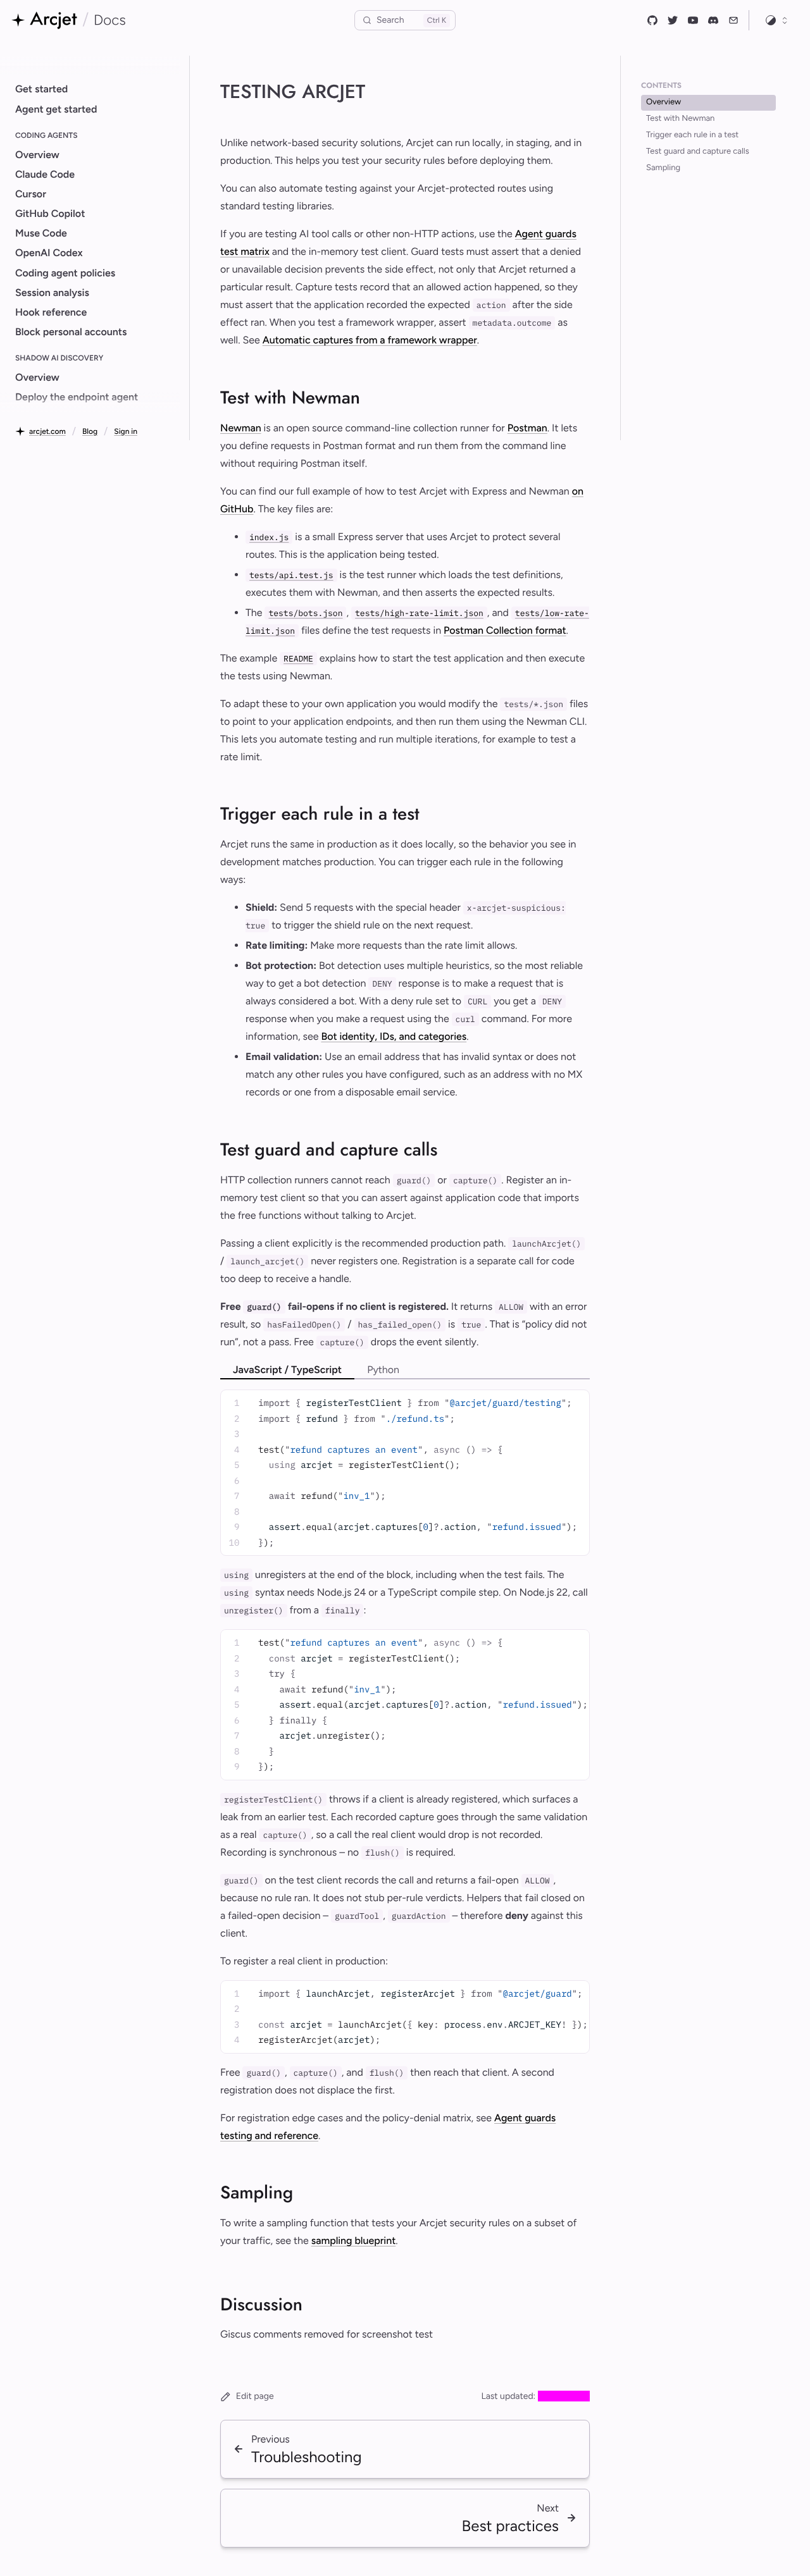 Arcjet / Docs
Search Ctrl K
Get started
Agent get started
CODING AGENTS
Overview
Claude Code
Cursor
GitHub Copilot
Muse Code
OpenAI Codex
Coding agent policies
Session analysis
Hook reference
Block personal accounts
SHADOW AI DISCOVERY
Overview
Deploy the endpoint agent
arcjet.com / Blog / Sign in
CONTENTS
Overview
Test with Newman
Trigger each rule in a test
Test guard and capture calls
Sampling
TESTING ARCJET
Unlike network-based security solutions, Arcjet can run locally, in staging, and in
production. This helps you test your security rules before deploying them.
You can also automate testing against your Arcjet-protected routes using
standard testing libraries.
If you are testing AI tool calls or other non-HTTP actions, use the Agent guards
test matrix and the in-memory test client. Guard tests must assert that a denied
or unavailable decision prevents the side effect, not only that Arcjet returned a
particular result. Capture tests record that an allowed action happened, so they
must assert that the application recorded the expected action after the side
effect ran. When you test a framework wrapper, assert metadata.outcome as
well. See Automatic captures from a framework wrapper.
Test with Newman
Newman is an open source command-line collection runner for Postman. It lets
you define requests in Postman format and run them from the command line
without requiring Postman itself.
You can find our full example of how to test Arcjet with Express and Newman on
GitHub. The key files are:
• index.js is a small Express server that uses Arcjet to protect several
routes. This is the application being tested.
• tests/api.test.js is the test runner which loads the test definitions,
executes them with Newman, and then asserts the expected results.
• The tests/bots.json, tests/high-rate-limit.json, and tests/low-rate-
limit.json files define the test requests in Postman Collection format.
The example README explains how to start the test application and then execute
the tests using Newman.
To adapt these to your own application you would modify the tests/*.json files
to point to your application endpoints, and then run them using the Newman CLI.
This lets you automate testing and run multiple iterations, for example to test a
rate limit.
Trigger each rule in a test
Arcjet runs the same in production as it does locally, so the behavior you see in
development matches production. You can trigger each rule in the following
ways:
• Shield: Send 5 requests with the special header x-arcjet-suspicious:
true to trigger the shield rule on the next request.
• Rate limiting: Make more requests than the rate limit allows.
• Bot protection: Bot detection uses multiple heuristics, so the most reliable
way to get a bot detection DENY response is to make a request that is
always considered a bot. With a deny rule set to CURL you get a DENY
response when you make a request using the curl command. For more
information, see Bot identity, IDs, and categories.
• Email validation: Use an email address that has invalid syntax or does not
match any other rules you have configured, such as an address with no MX
records or one from a disposable email service.
Test guard and capture calls
HTTP collection runners cannot reach guard() or capture(). Register an in-
memory test client so that you can assert against application code that imports
the free functions without talking to Arcjet.
Passing a client explicitly is the recommended production path. launchArcjet()
/ launch_arcjet() never registers one. Registration is a separate call for code
too deep to receive a handle.
Free guard() fail-opens if no client is registered. It returns ALLOW with an error
result, so hasFailedOpen() / has_failed_open() is true. That is “policy did not
run”, not a pass. Free capture() drops the event silently.
JavaScript / TypeScript Python
1 import { registerTestClient } from "@arcjet/guard/testing";
2 import { refund } from "./refund.ts";
3
4 test("refund captures an event", async () => {
5 using arcjet = registerTestClient();
6
7 await refund("inv_1");
8
9 assert.equal(arcjet.captures[0]?.action, "refund.issued");
10 });
using unregisters at the end of the block, including when the test fails. The
using syntax needs Node.js 24 or a TypeScript compile step. On Node.js 22, call
unregister() from a finally:
1 test("refund captures an event", async () => {
2 const arcjet = registerTestClient();
3 try {
4 await refund("inv_1");
5 assert.equal(arcjet.captures[0]?.action, "refund.issued");
6 } finally {
7 arcjet.unregister();
8 }
9 });
registerTestClient() throws if a client is already registered, which surfaces a
leak from an earlier test. Each recorded capture goes through the same validation
as a real capture(), so a call the real client would drop is not recorded.
Recording is synchronous – no flush() is required.
guard() on the test client records the call and returns a fail-open ALLOW,
because no rule ran. It does not stub per-rule verdicts. Helpers that fail closed on
a failed-open decision – guardTool, guardAction – therefore deny against this
client.
To register a real client in production:
1 import { launchArcjet, registerArcjet } from "@arcjet/guard";
2
3 const arcjet = launchArcjet({ key: process.env.ARCJET_KEY! });
4 registerArcjet(arcjet);
Free guard(), capture(), and flush() then reach that client. A second
registration does not displace the first.
For registration edge cases and the policy-denial matrix, see Agent guards
testing and reference.
Sampling
To write a sampling function that tests your Arcjet security rules on a subset of
your traffic, see the sampling blueprint.
Discussion
Giscus comments removed for screenshot test
Edit page
Last updated:
Previous
Troubleshooting
Next
Best practices